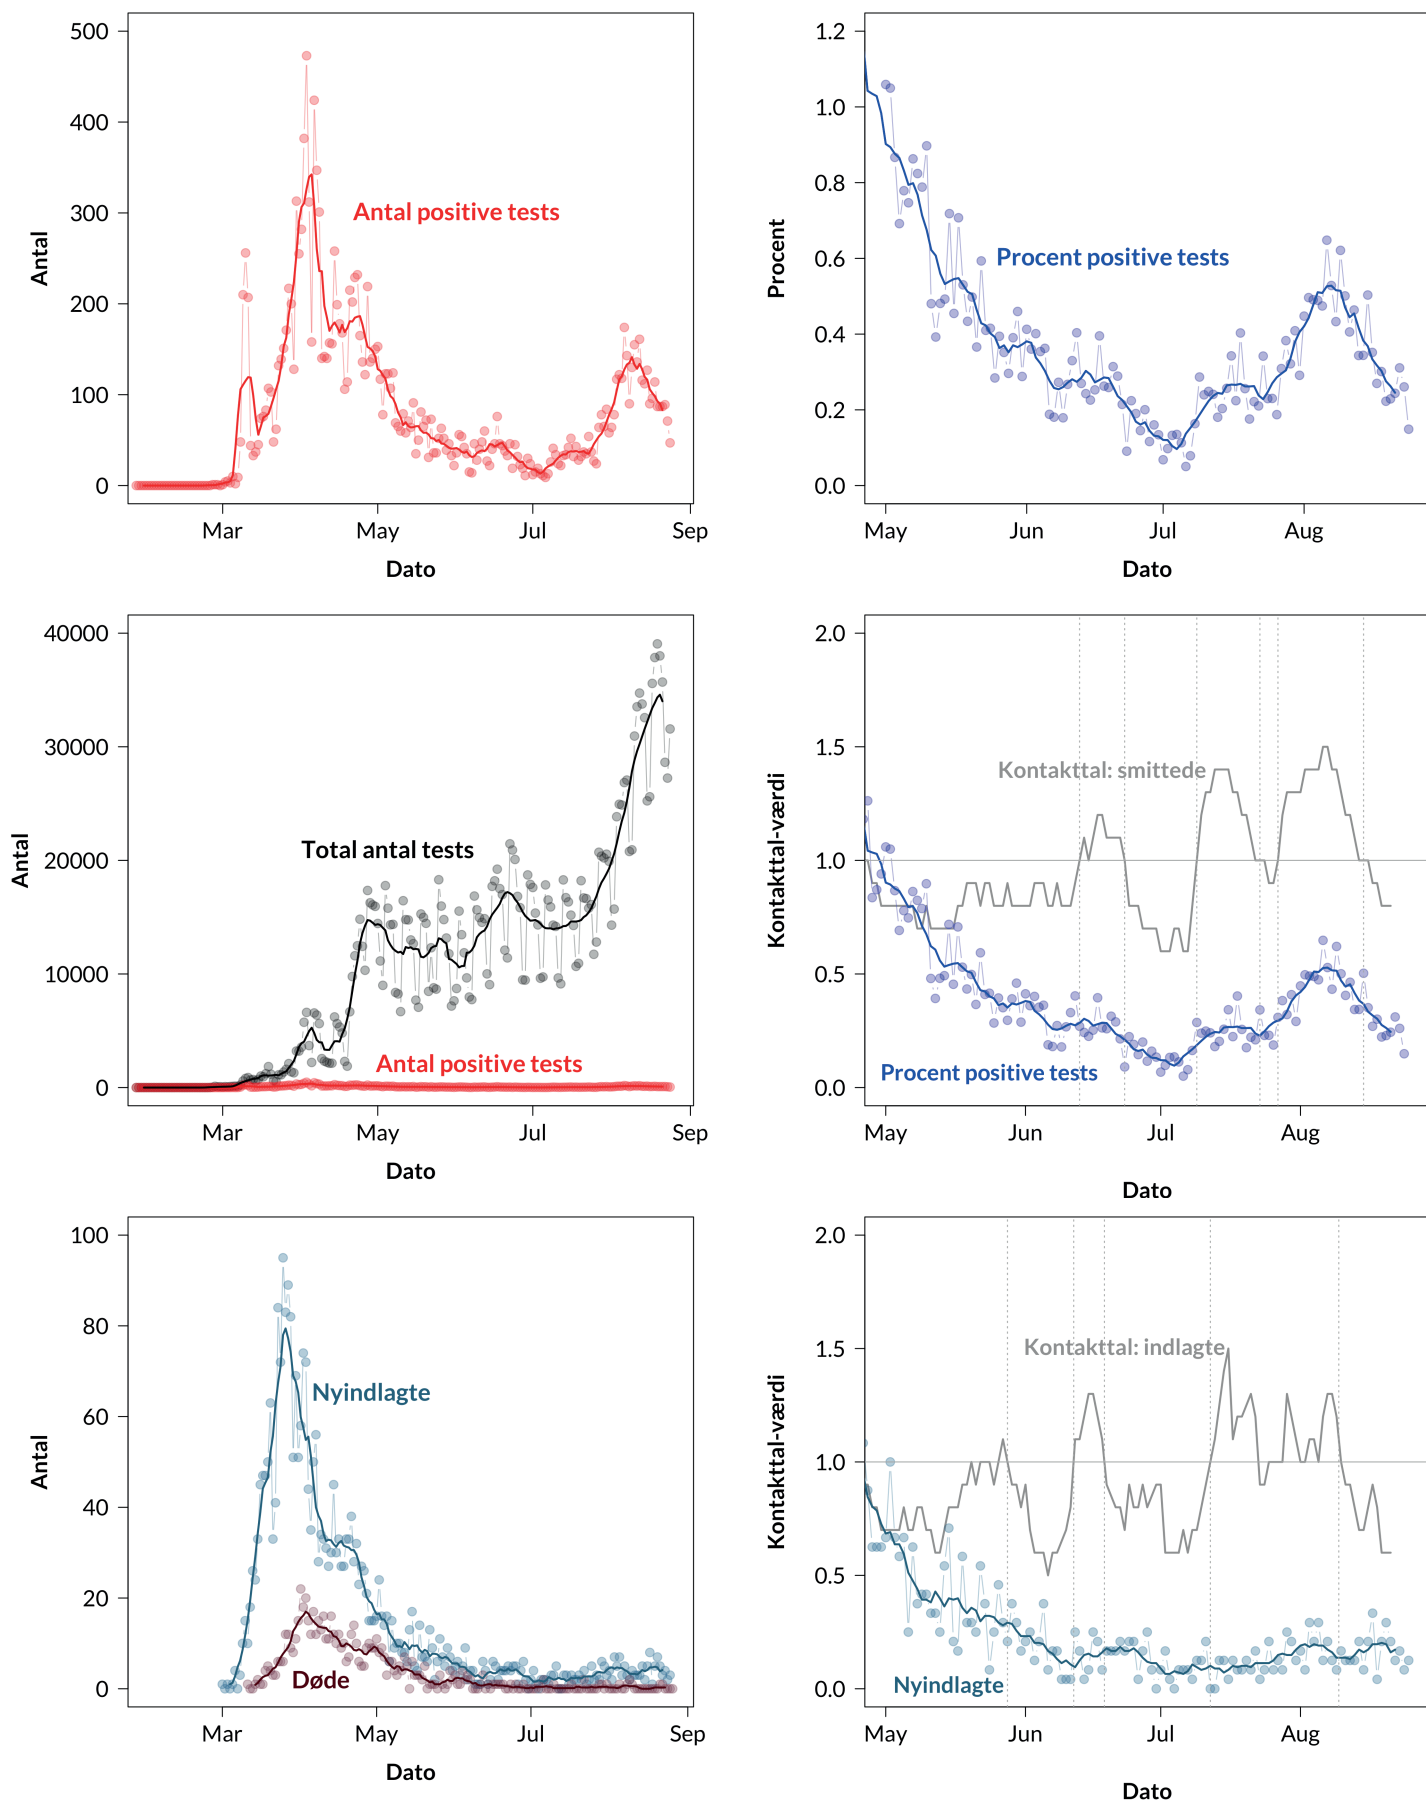 500
400
300
200
100
0
Antal
Antal positive tests
Mar
May
Jul
Sep
Dato
1.2
1.0
0.8
0.6
0.4
0.2
0.0
Procent
Procent positive tests
May
Jun
Jul
Aug
Dato
40000
30000
20000
10000
0
Antal
Total antal tests
Antal positive tests
Mar
May
Jul
Sep
Dato
2.0
1.5
1.0
0.5
0.0
Kontakttal-værdi
Kontakttal: smittede
Procent positive tests
May
Jun
Jul
Aug
Dato
100
80
60
40
20
0
Antal
Nyindlagte
Døde
Mar
May
Jul
Sep
Dato
2.0
1.5
1.0
0.5
0.0
Kontakttal-værdi
Kontakttal: indlagte
Nyindlagte
May
Jun
Jul
Aug
Dato